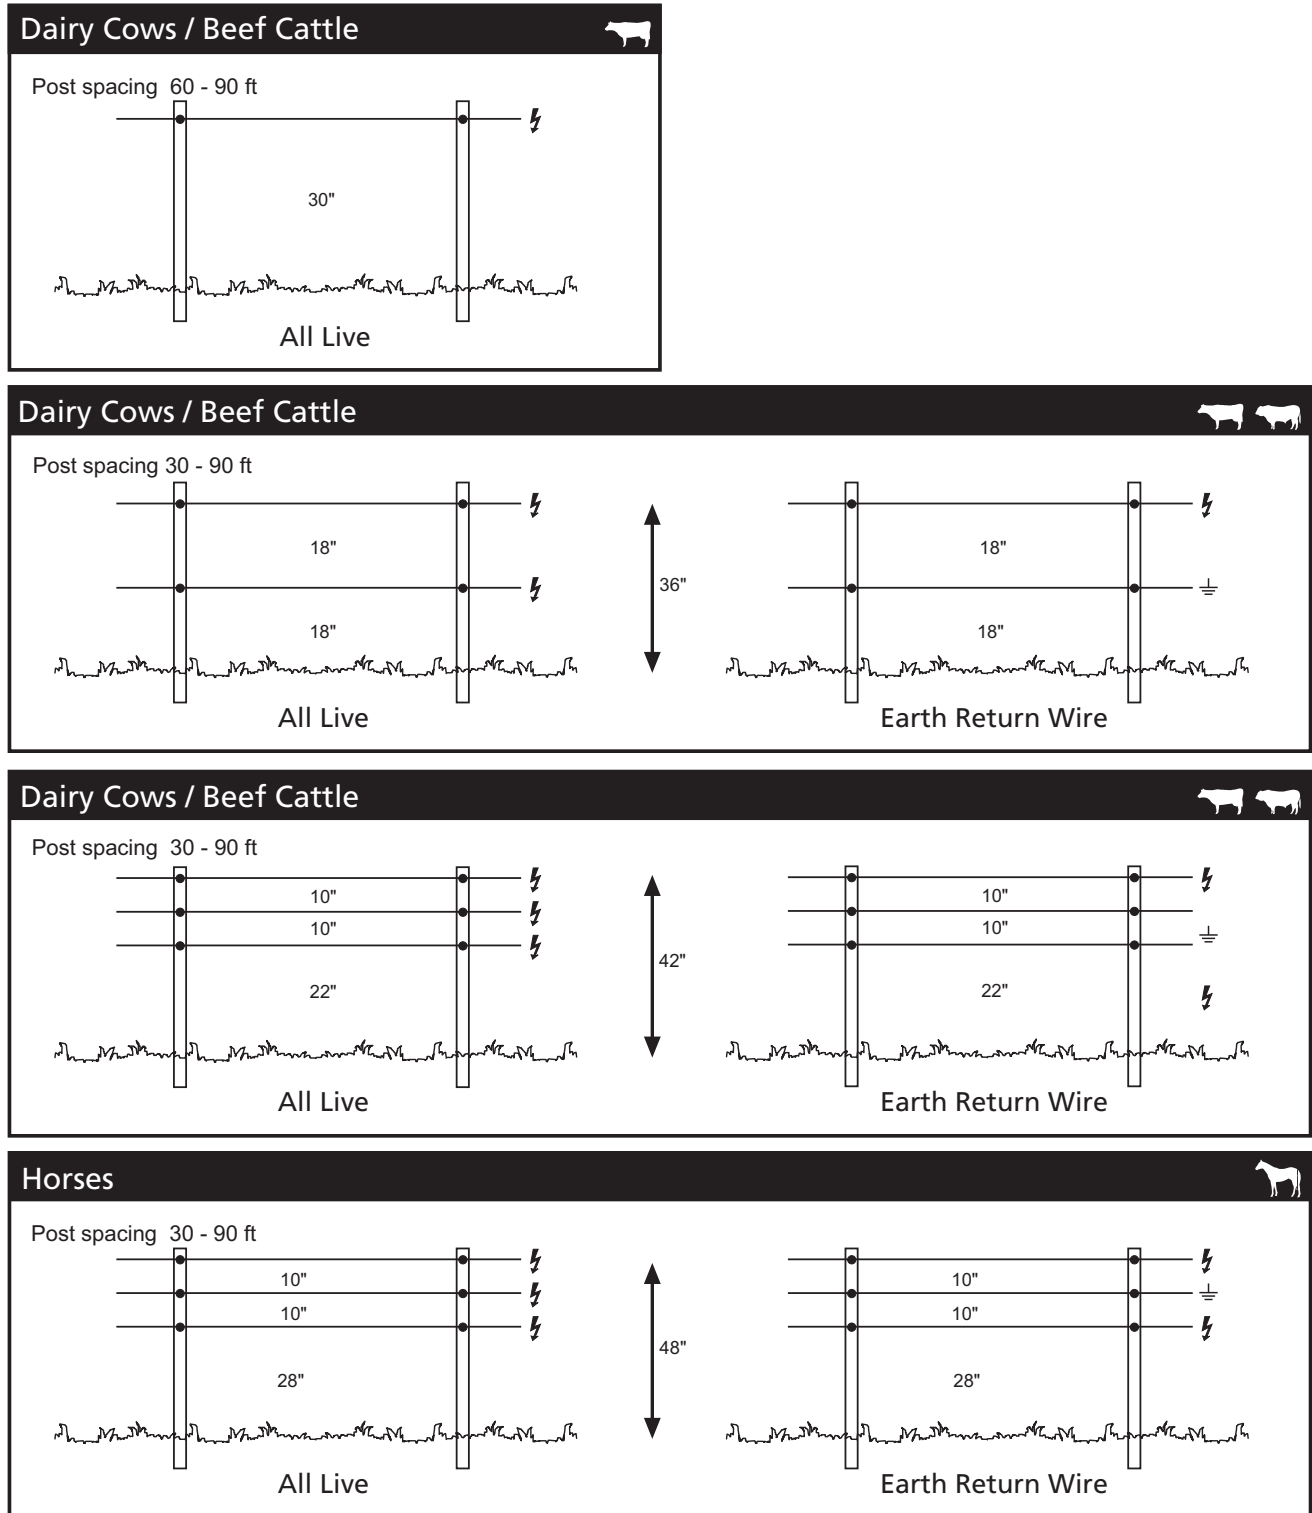 Dairy Cows / Beef Cattle
Post spacing 60 - 90 ft
30"
All Live
Dairy Cows / Beef Cattle
Post spacing 30 - 90 ft
18"
18"
All Live
36"
18"
18"
Earth Return Wire
Dairy Cows / Beef Cattle
Post spacing 30 - 90 ft
10"
10"
22"
All Live
42"
10"
10"
22"
Earth Return Wire
Horses
Post spacing 30 - 90 ft
10"
10"
28"
All Live
48"
10"
10"
28"
Earth Return Wire